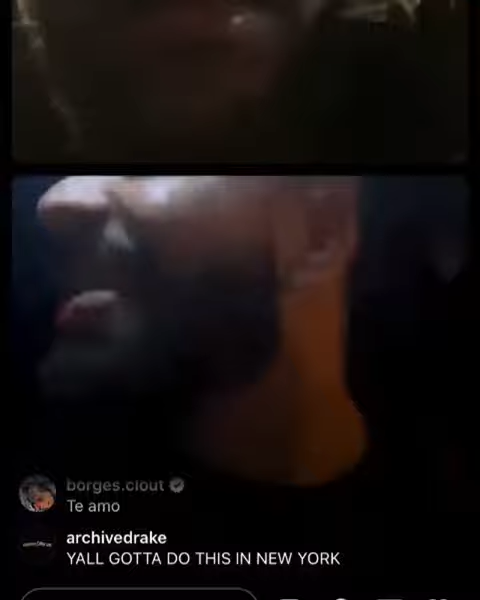 borges.clout
Te amo
archivedrake
YALL GOTTA DO THIS IN NEW YORK